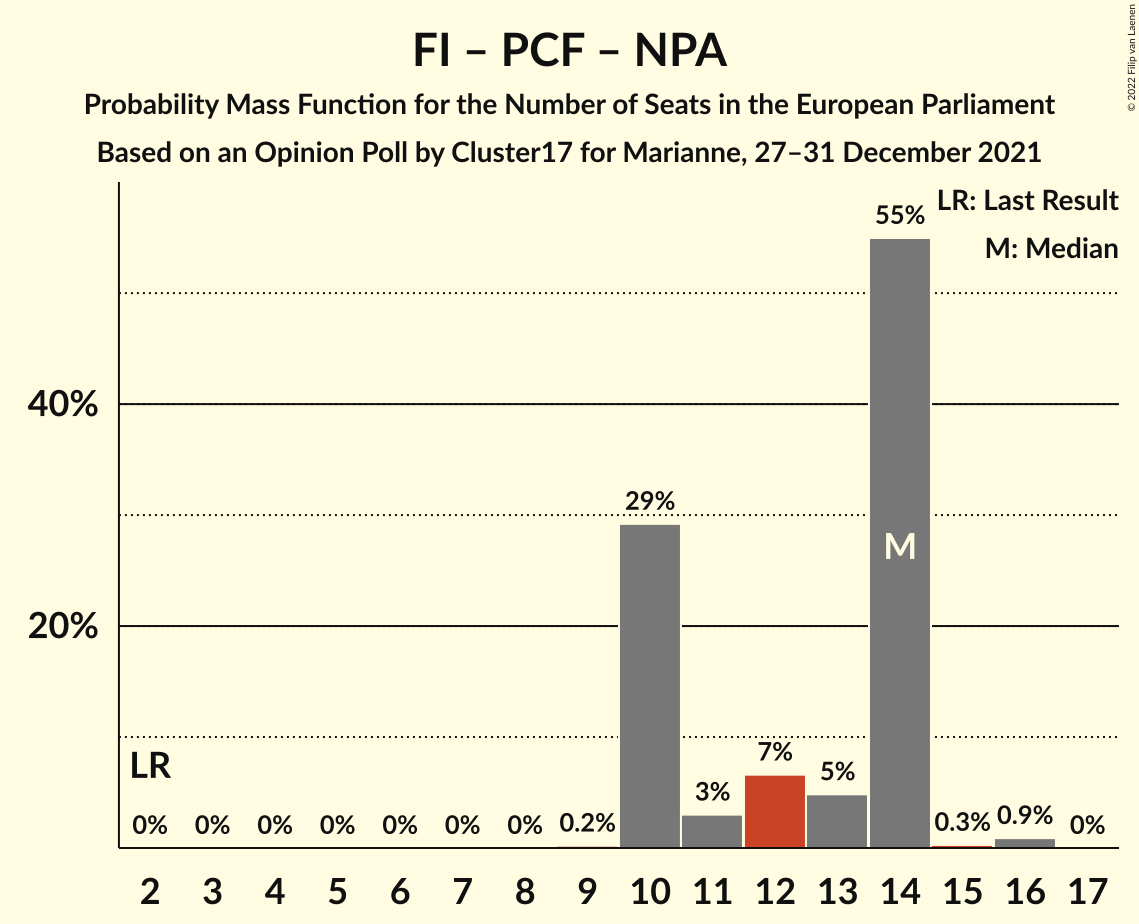 FI – PCF – NPA
Probability Mass Function for the Number of Seats in the European Parliament
Based on an Opinion Poll by Cluster17 for Marianne, 27–31 December 2021
© 2022 Filip van Laenen
LR: Last Result
M: Median
55%
40%
29%
M
20%
LR
7%
5%
3%
0% 0% 0% 0% 0% 0% 0% 0.2% 0.3% 0.9% 0%
2 3 4 5 6 7 8 9 10 11 12 13 14 15 16 17